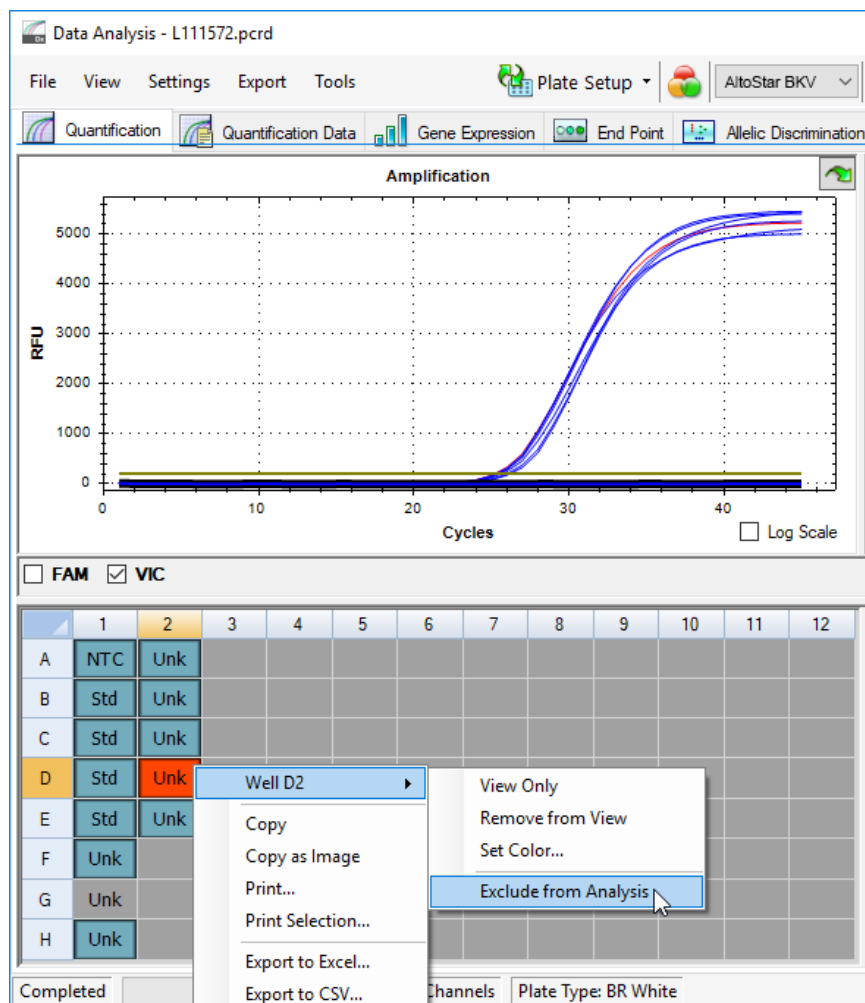 Data Analysis - L111572.pcrd
File View Settings Export Tools Plate Setup AltoStar BKV
Quantification Quantification Data Gene Expression End Point Allelic Discrimination
Amplification
5000
4000
3000
2000
1000
0
RFU
0 10 20 30 40
Cycles
Log Scale
FAM VIC
1 2 3 4 5 6 7 8 9 10 11 12
A NTC Unk
B Std Unk
C Std Unk
D Std Unk
E Std Unk
F Unk
G Unk
H Unk
Well D2
Copy
Copy as Image
Print...
Print Selection...
Export to Excel...
Export to CSV...
View Only
Remove from View
Set Color...
Exclude from Analysis
Completed Channels Plate Type: BR White